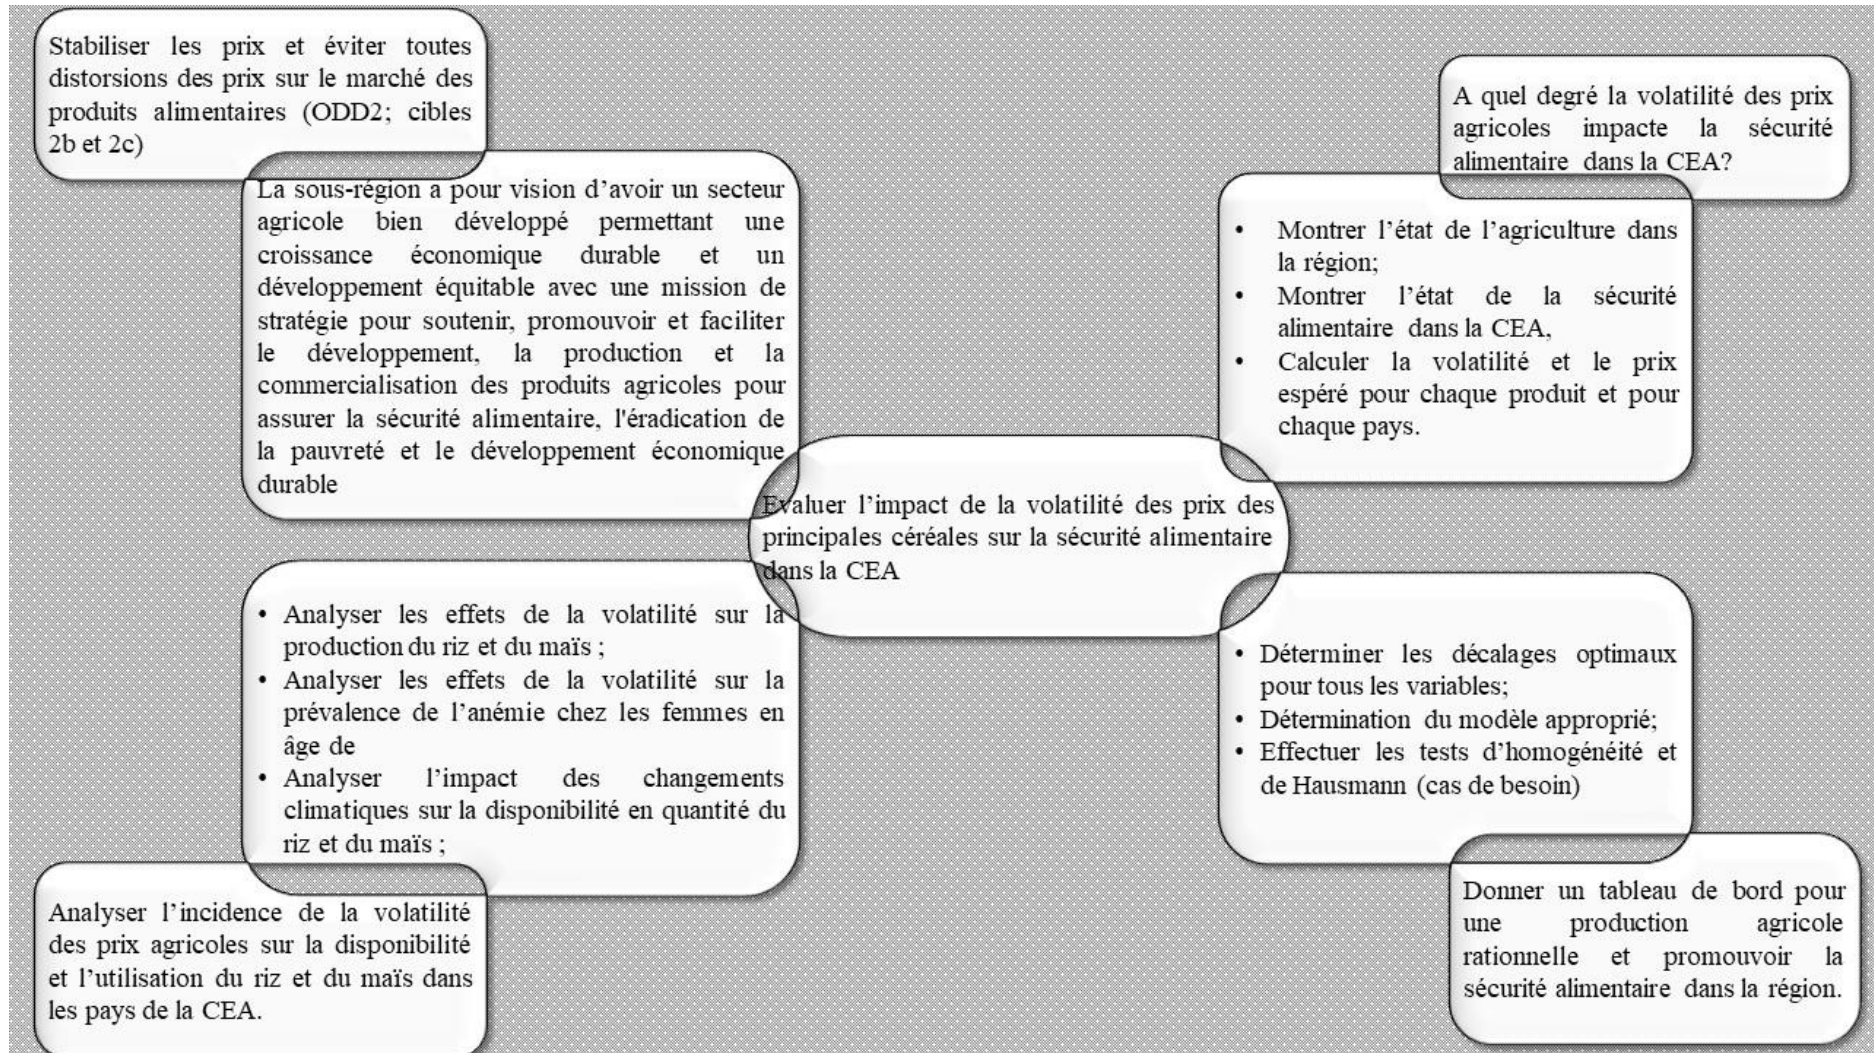 Stabiliser les prix et éviter toutes
distorsions des prix sur le marché des
produits alimentaires (ODD2; cibles
2b et 2c)
La sous-région a pour vision d’avoir un secteur
agricole bien développé permettant une
croissance économique durable et un
développement équitable avec une mission de
stratégie pour soutenir, promouvoir et faciliter
le développement, la production et la
commercialisation des produits agricoles pour
assurer la sécurité alimentaire, l'éradication de
la pauvreté et le développement économique
durable
A quel degré la volatilité des prix
agricoles impacte la sécurité
alimentaire dans la CEA?
• Montrer l’état de l’agriculture dans
la région;
• Montrer l’état de la sécurité
alimentaire dans la CEA,
• Calculer la volatilité et le prix
espéré pour chaque produit et pour
chaque pays.
Evaluer l’impact de la volatilité des prix des
principales céréales sur la sécurité alimentaire
dans la CEA
• Analyser les effets de la volatilité sur la
production du riz et du maïs ;
• Analyser les effets de la volatilité sur la
prévalence de l’anémie chez les femmes en
âge de
• Analyser l’impact des changements
climatiques sur la disponibilité en quantité du
riz et du maïs ;
Analyser l’incidence de la volatilité
des prix agricoles sur la disponibilité
et l’utilisation du riz et du maïs dans
les pays de la CEA.
• Déterminer les décalages optimaux
pour tous les variables;
• Détermination du modèle approprié;
• Effectuer les tests d’homogénéité et
de Hausmann (cas de besoin)
Donner un tableau de bord pour
une production agricole
rationnelle et promouvoir la
sécurité alimentaire dans la région.